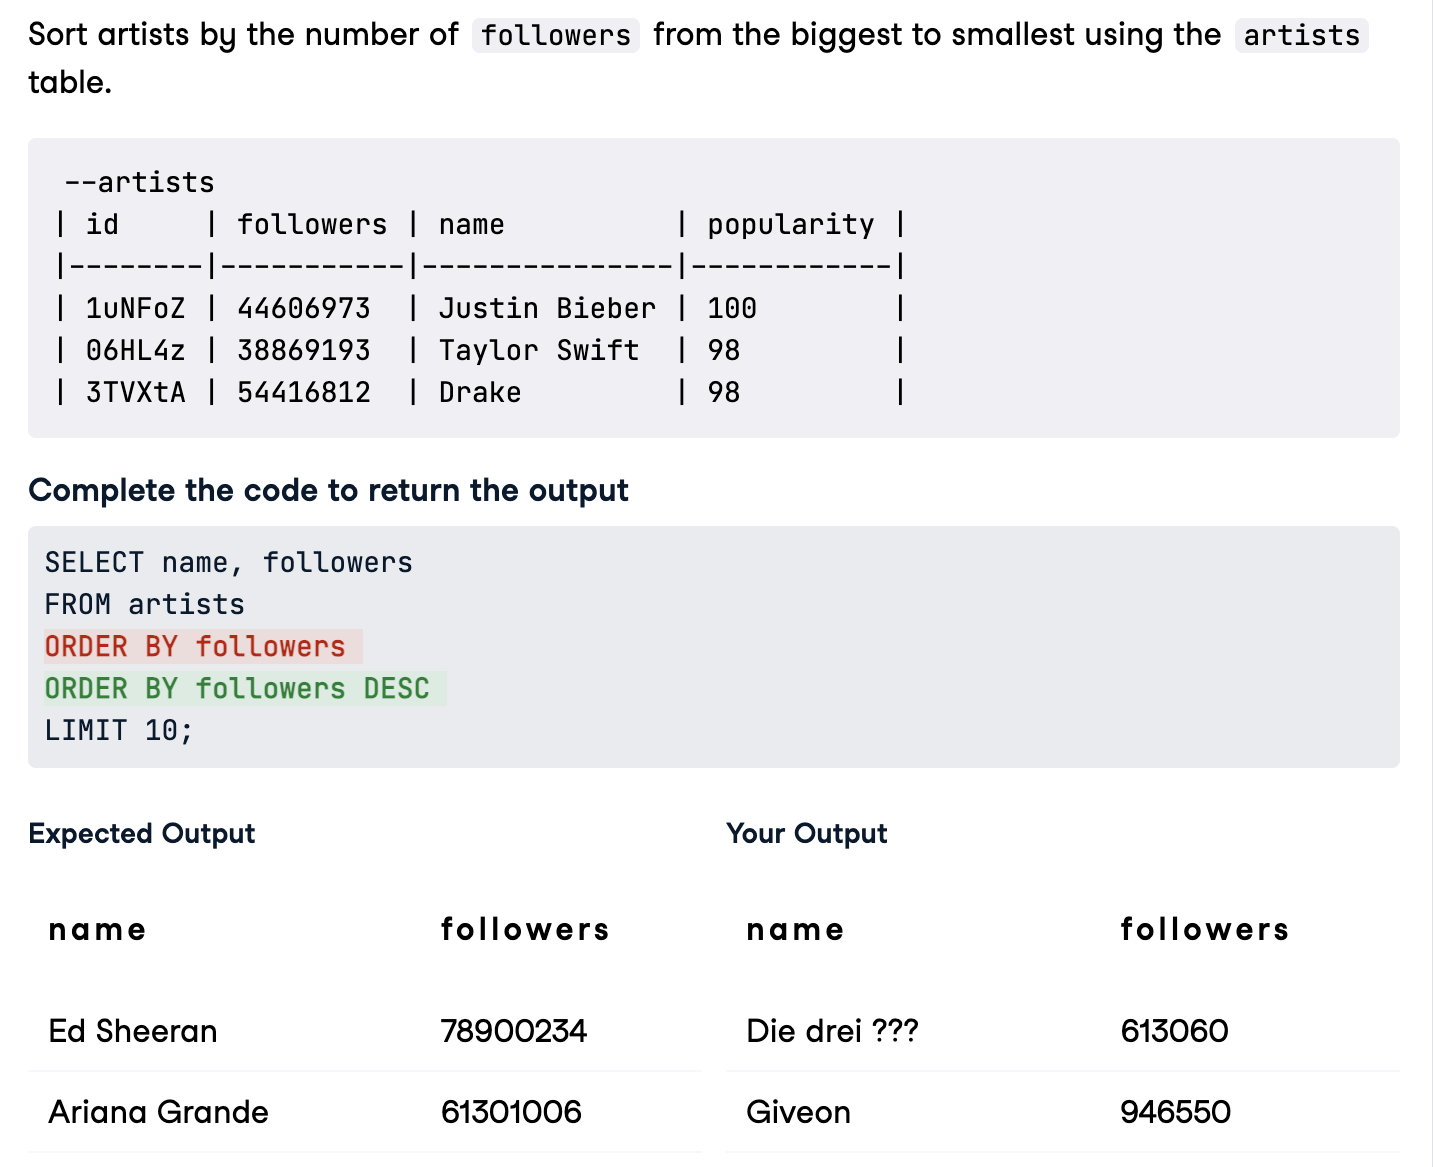 Sort artists by the number of followers from the biggest to smallest using the artists
table.
--artists
| id     | followers | name          | popularity |
|--------|-----------|---------------|------------|
| 1uNFoZ | 44606973  | Justin Bieber | 100        |
| 06HL4z | 38869193  | Taylor Swift  | 98         |
| 3TVXtA | 54416812  | Drake         | 98         |
Complete the code to return the output
SELECT name, followers
FROM artists
ORDER BY followers
ORDER BY followers DESC
LIMIT 10;
Expected Output Your Output
name followers name followers
Ed Sheeran 78900234 Die drei ??? 613060
Ariana Grande 61301006 Giveon 946550